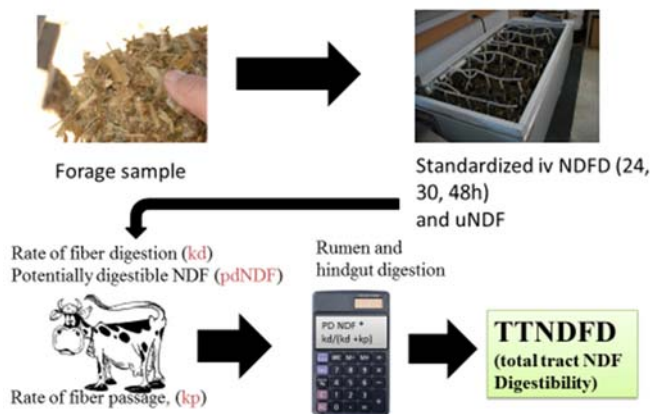 Forage sample
Standardized iv NDFD (24,
30, 48h)
and uNDF
Rate of fiber digestion (kd)
Potentially digestible NDF (pdNDF)
Rumen and
hindgut digestion
PD NDF *
kd/(kd +kp)
TTNDFD
(total tract NDF
Digestibility)
Rate of fiber passage, (kp)